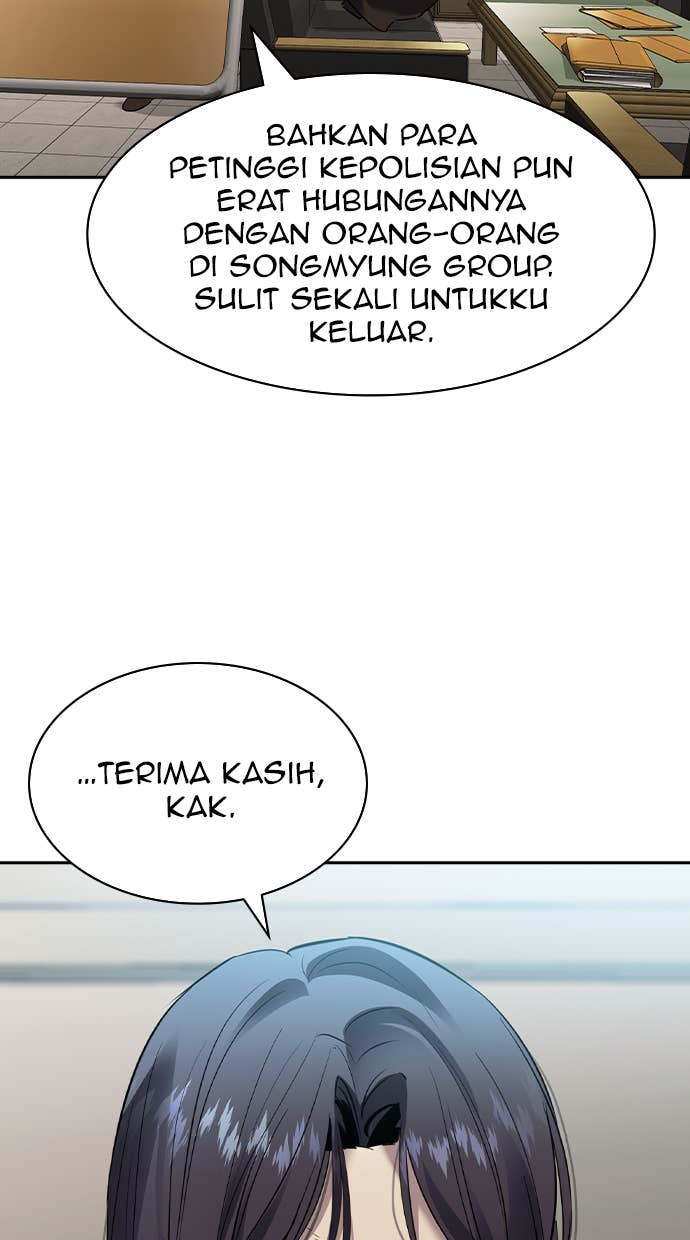 BAHKAN PARA
PETINGGI KEPOLISIAN PUN
ERAT HUBUNGANNYA
DENGAN ORANG-ORANG
DI SONGMYUNG GROUP.
SULIT SEKALI UNTUKKU
KELUAR.
...TERIMA KASIH,
KAK.